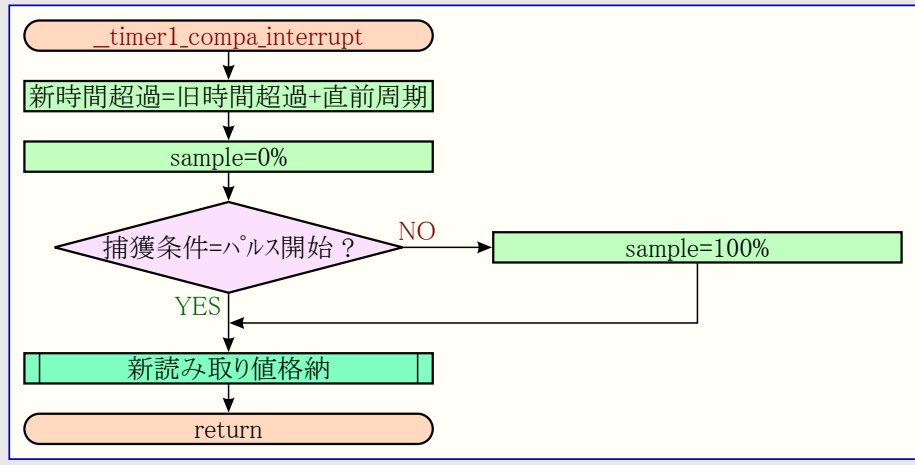 __timer1_compa_interrupt
新時間超過=旧時間超過+直前周期
sample=0%
捕獲条件=ﾊﾟﾙｽ開始？
NO
sample=100%
YES
新読み取り値格納
return